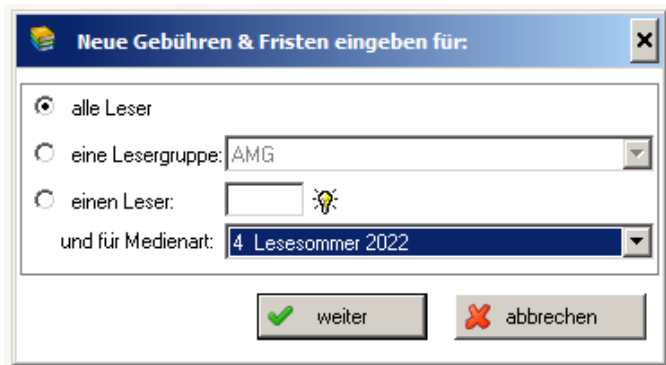 Neue Gebühren & Fristen eingeben für:
alle Leser
eine Lesergruppe: AMG
einen Leser:
und für Medienart: 4 Lesesommer 2022
weiter abbrechen